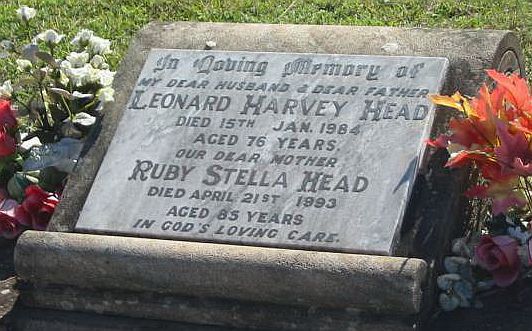 In Loving Memory of
MY DEAR HUSBAND & DEAR FATHER
LEONARD HARVEY HEAD
DIED 15TH JAN. 1984
AGED 76 YEARS.
OUR DEAR MOTHER
RUBY STELLA HEAD
DIED APRIL 21ST 1993
AGED 85 YEARS
IN GOD'S LOVING CARE.